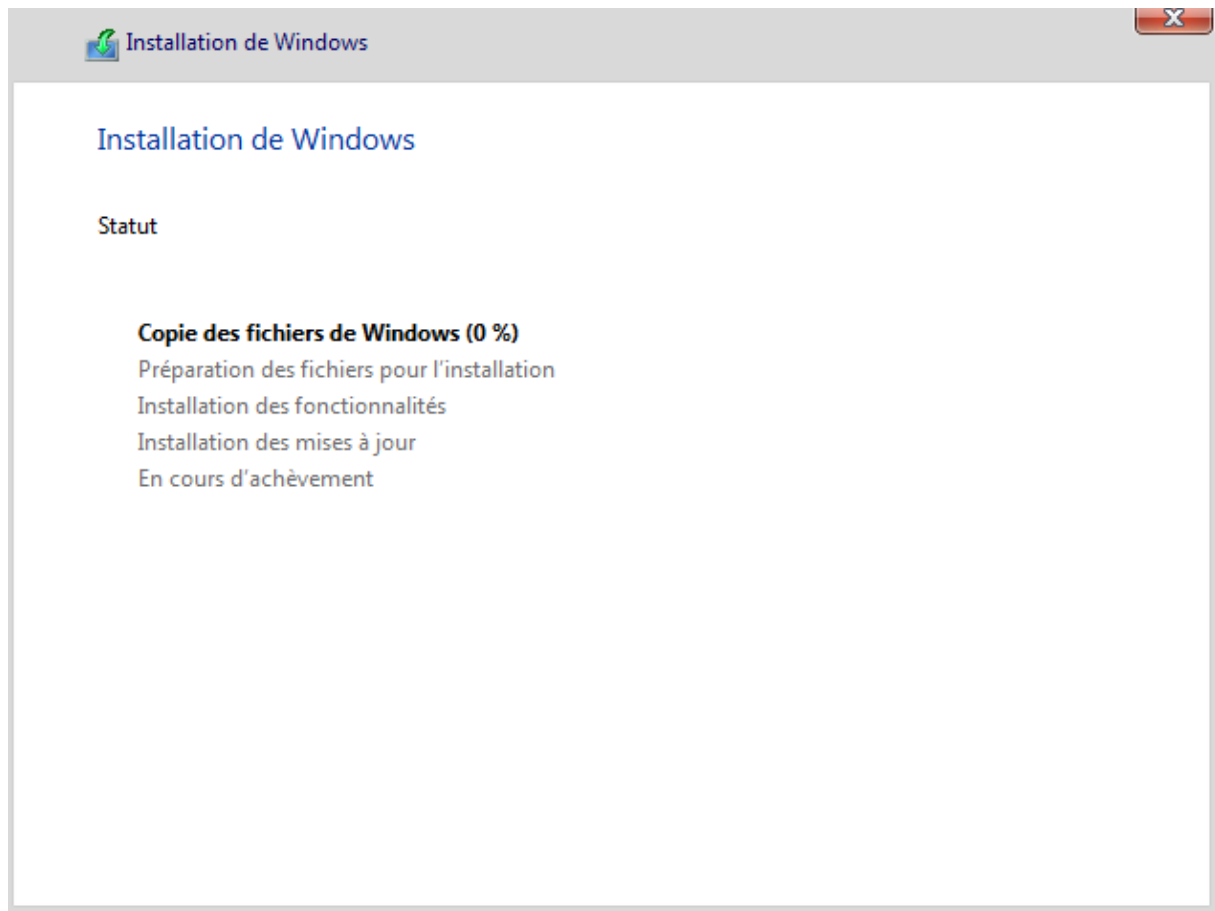 Installation de Windows
Installation de Windows
Statut
Copie des fichiers de Windows (0 %)
Préparation des fichiers pour l'installation
Installation des fonctionnalités
Installation des mises à jour
En cours d'achèvement